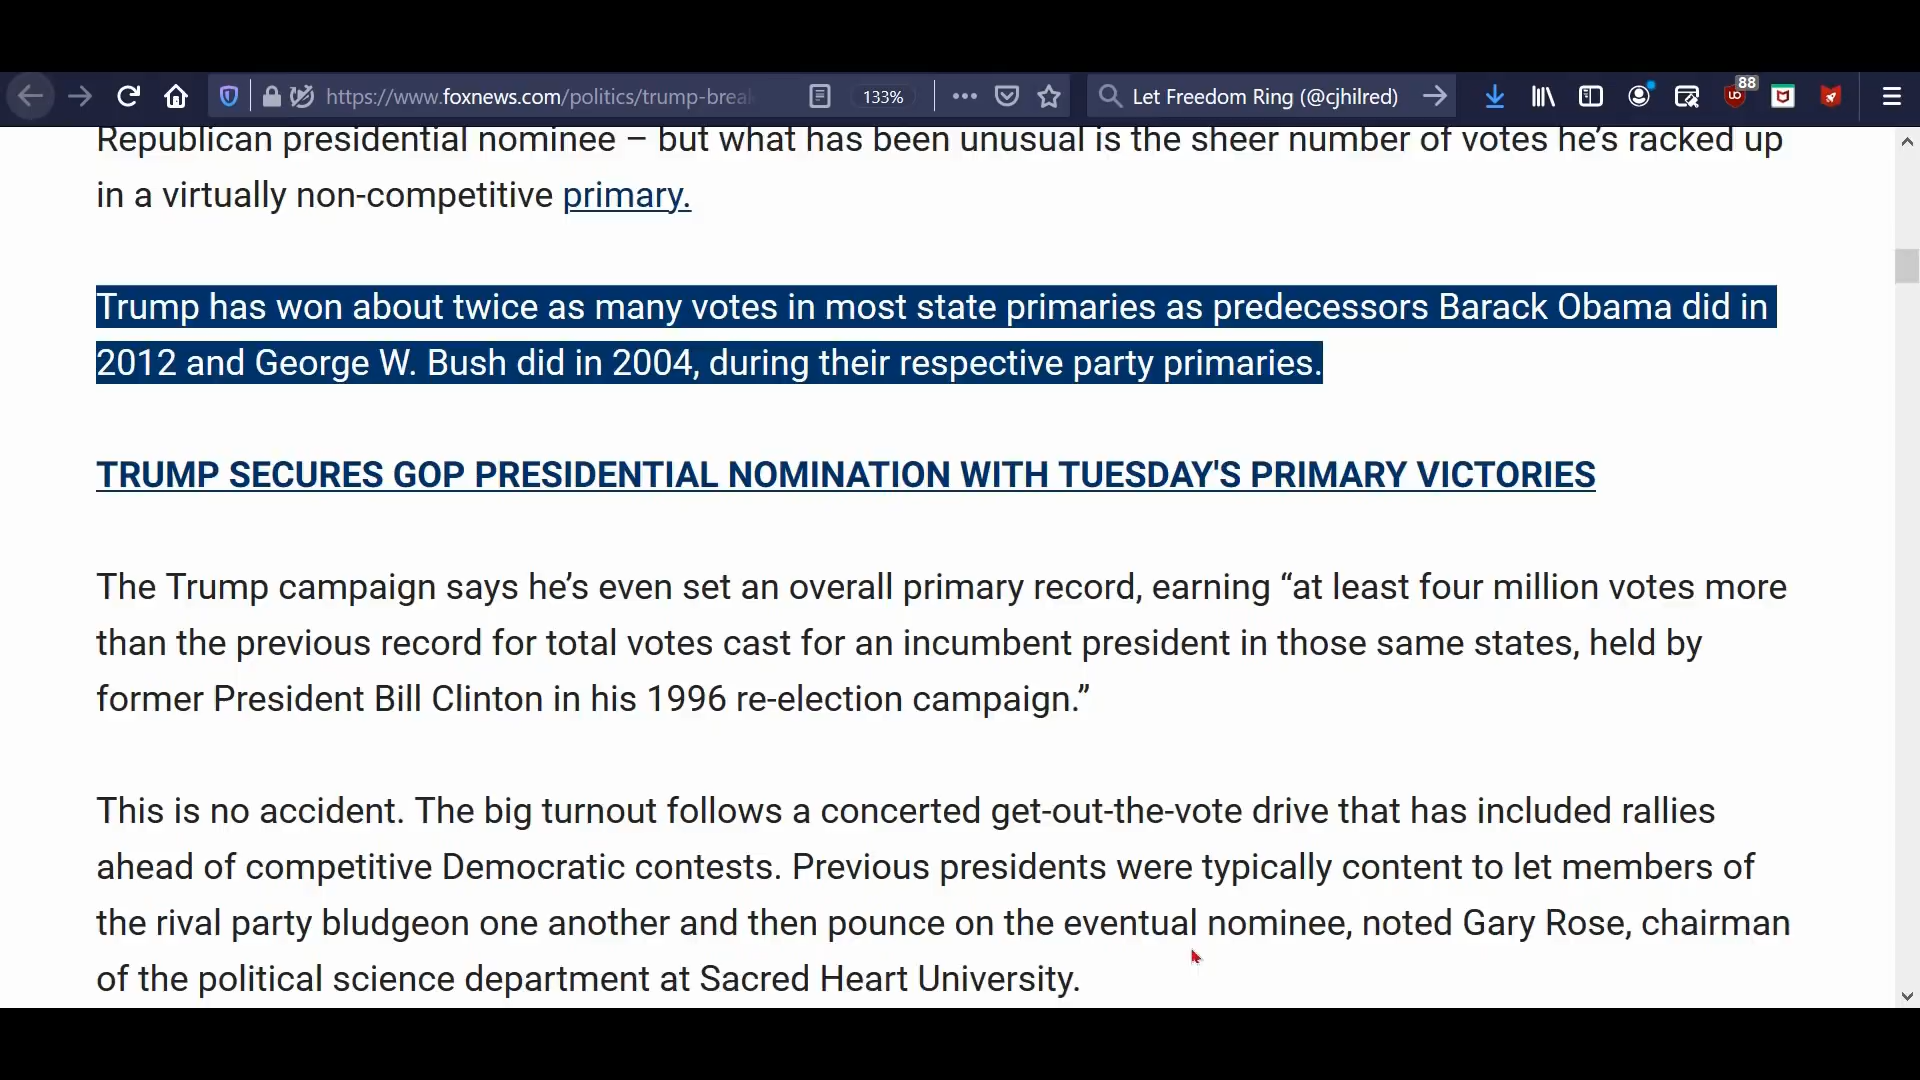 https://www.foxnews.com/politics/trump-break
133%
Let Freedom Ring (@cjhilred)
88
Republican presidential nominee – but what has been unusual is the sheer number of votes he’s racked up
in a virtually non-competitive primary.
Trump has won about twice as many votes in most state primaries as predecessors Barack Obama did in
2012 and George W. Bush did in 2004, during their respective party primaries.
TRUMP SECURES GOP PRESIDENTIAL NOMINATION WITH TUESDAY'S PRIMARY VICTORIES
The Trump campaign says he’s even set an overall primary record, earning “at least four million votes more
than the previous record for total votes cast for an incumbent president in those same states, held by
former President Bill Clinton in his 1996 re-election campaign.”
This is no accident. The big turnout follows a concerted get-out-the-vote drive that has included rallies
ahead of competitive Democratic contests. Previous presidents were typically content to let members of
the rival party bludgeon one another and then pounce on the eventual nominee, noted Gary Rose, chairman
of the political science department at Sacred Heart University.